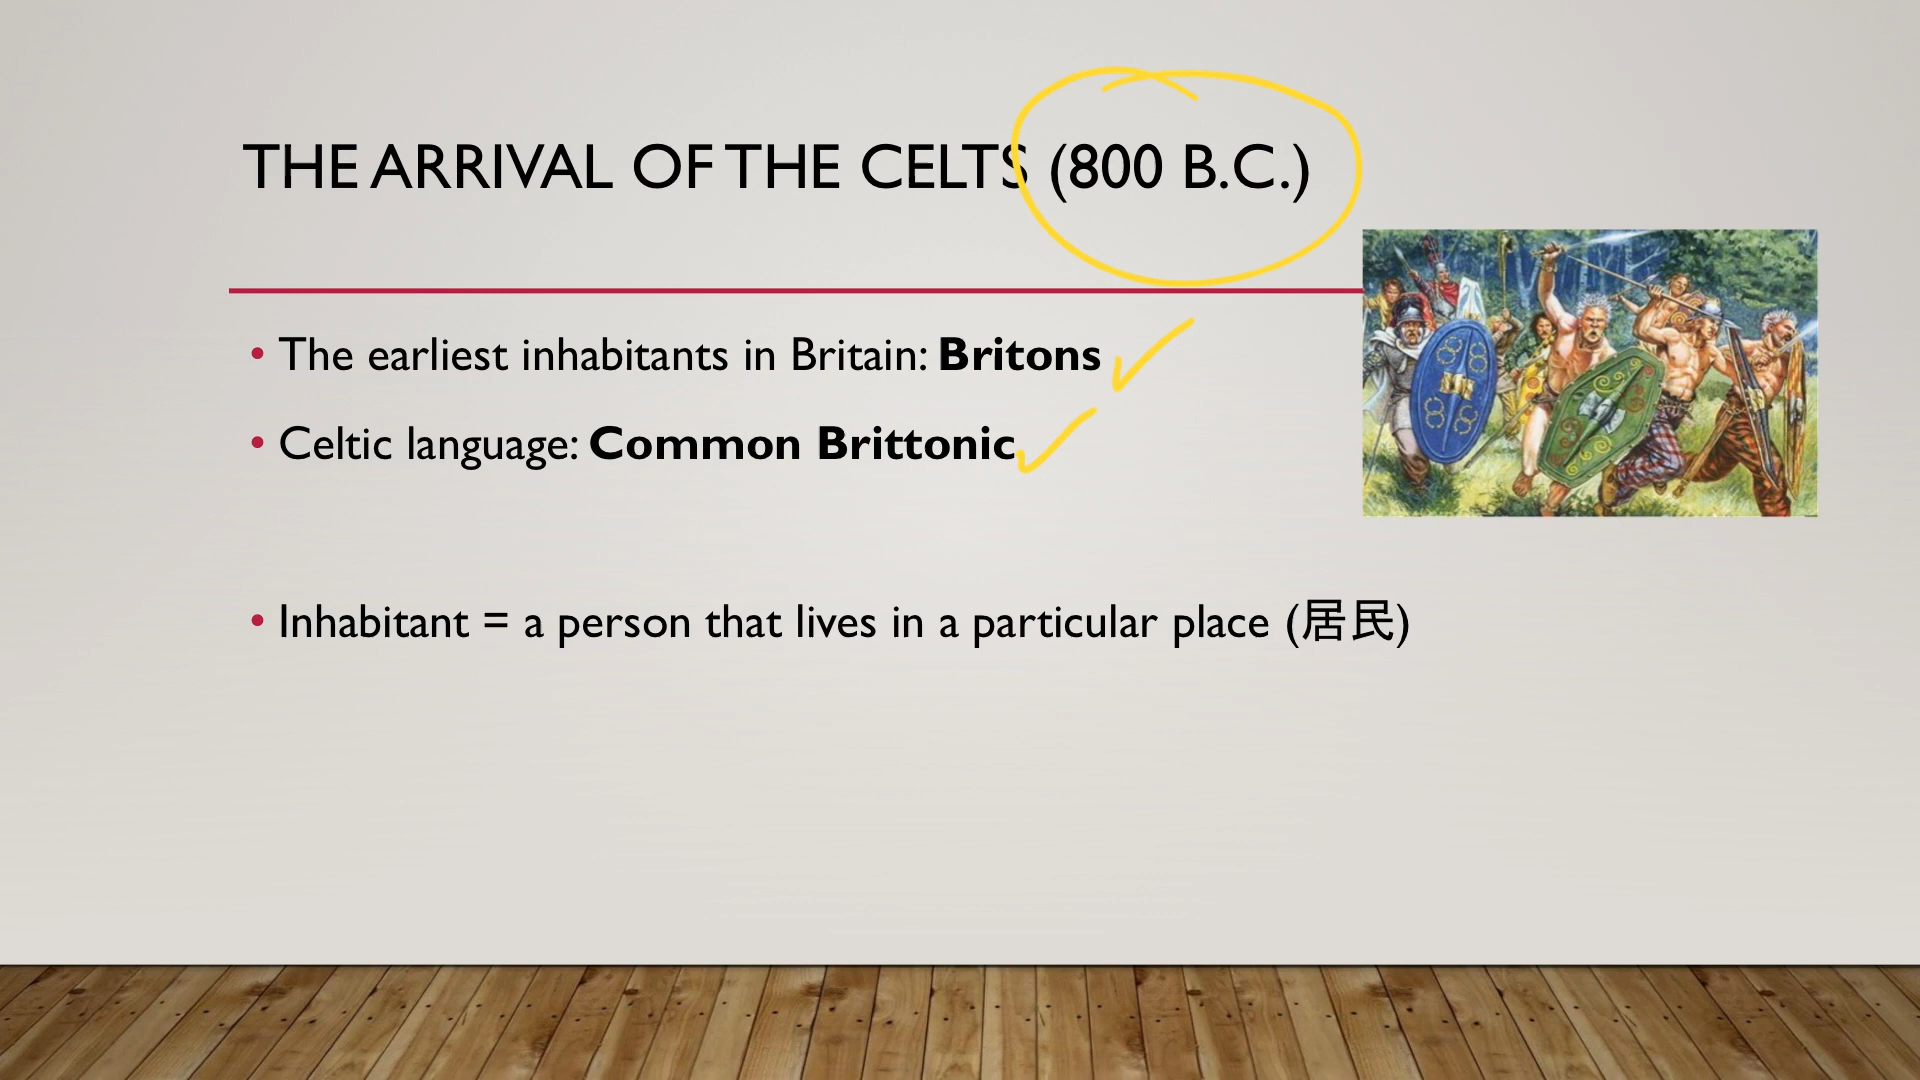 THE ARRIVAL OF THE CELTS (800 B.C.)
• The earliest inhabitants in Britain: Britons
• Celtic language: Common Brittonic
• Inhabitant = a person that lives in a particular place (居民)